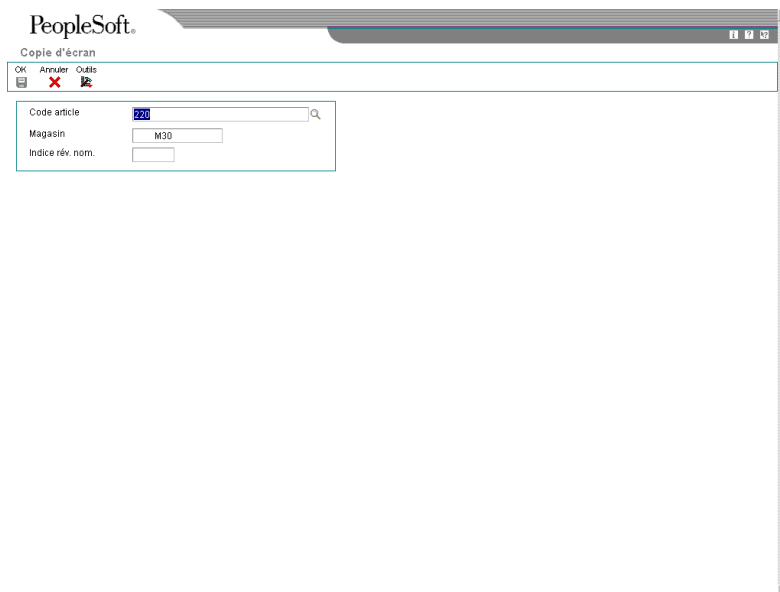 PeopleSoft®
i ? k?
Copie d'écran
OK Annuler Outils
Code article 220
Magasin M30
Indice rév. nom.